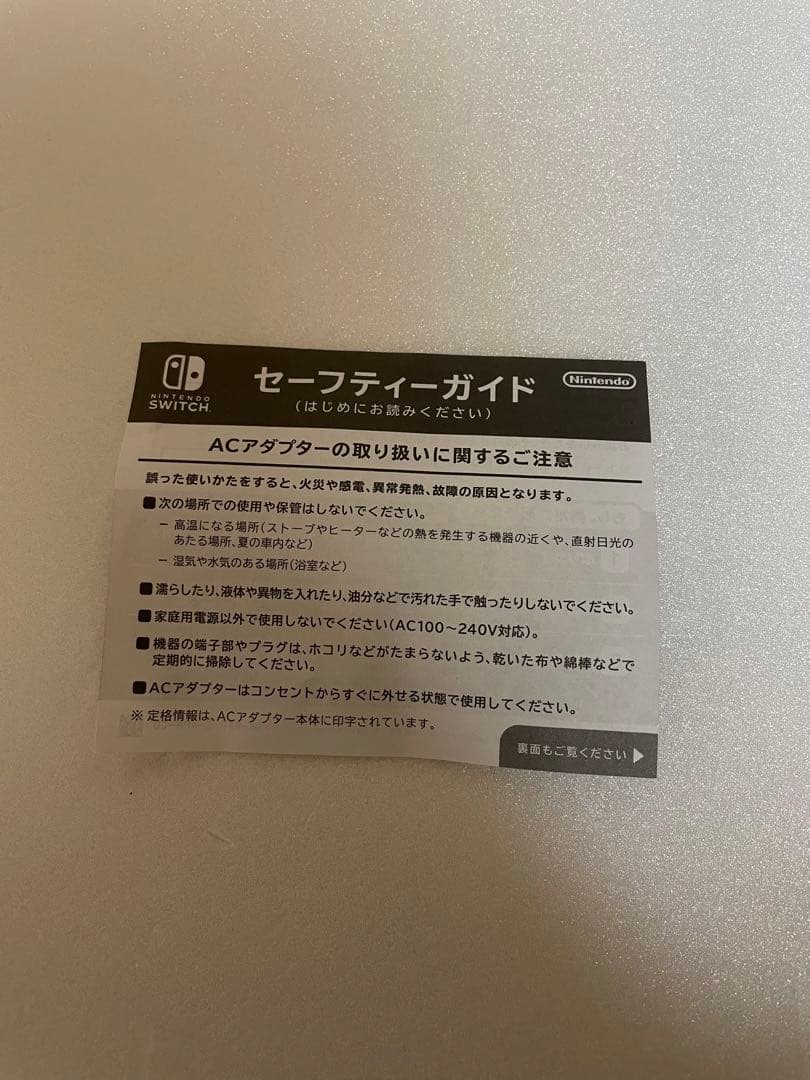 NINTENDO
SWITCH
セーフティーガイド
(はじめにお読みください)
Nintendo
ACアダプターの取り扱いに関するご注意
誤った使いかたをすると、火災や感電、異常発熱、故障の原因となります。
■次の場所での使用や保管はしないでください。
− 高温になる場所(ストーブやヒーターなどの熱を発生する機器の近くや、直射日光の
あたる場所、夏の車内など)
− 湿気や水気のある場所(浴室など)
■濡らしたり、液体や異物を入れたり、油分などで汚れた手で触ったりしないでください。
■家庭用電源以外で使用しないでください(AC100〜240V対応)。
■機器の端子部やプラグは、ホコリなどがたまらないよう、乾いた布や綿棒などで
定期的に掃除してください。
■ACアダプターはコンセントからすぐに外せる状態で使用してください。
※ 定格情報は、ACアダプター本体に印字されています。
裏面もご覧ください ▶